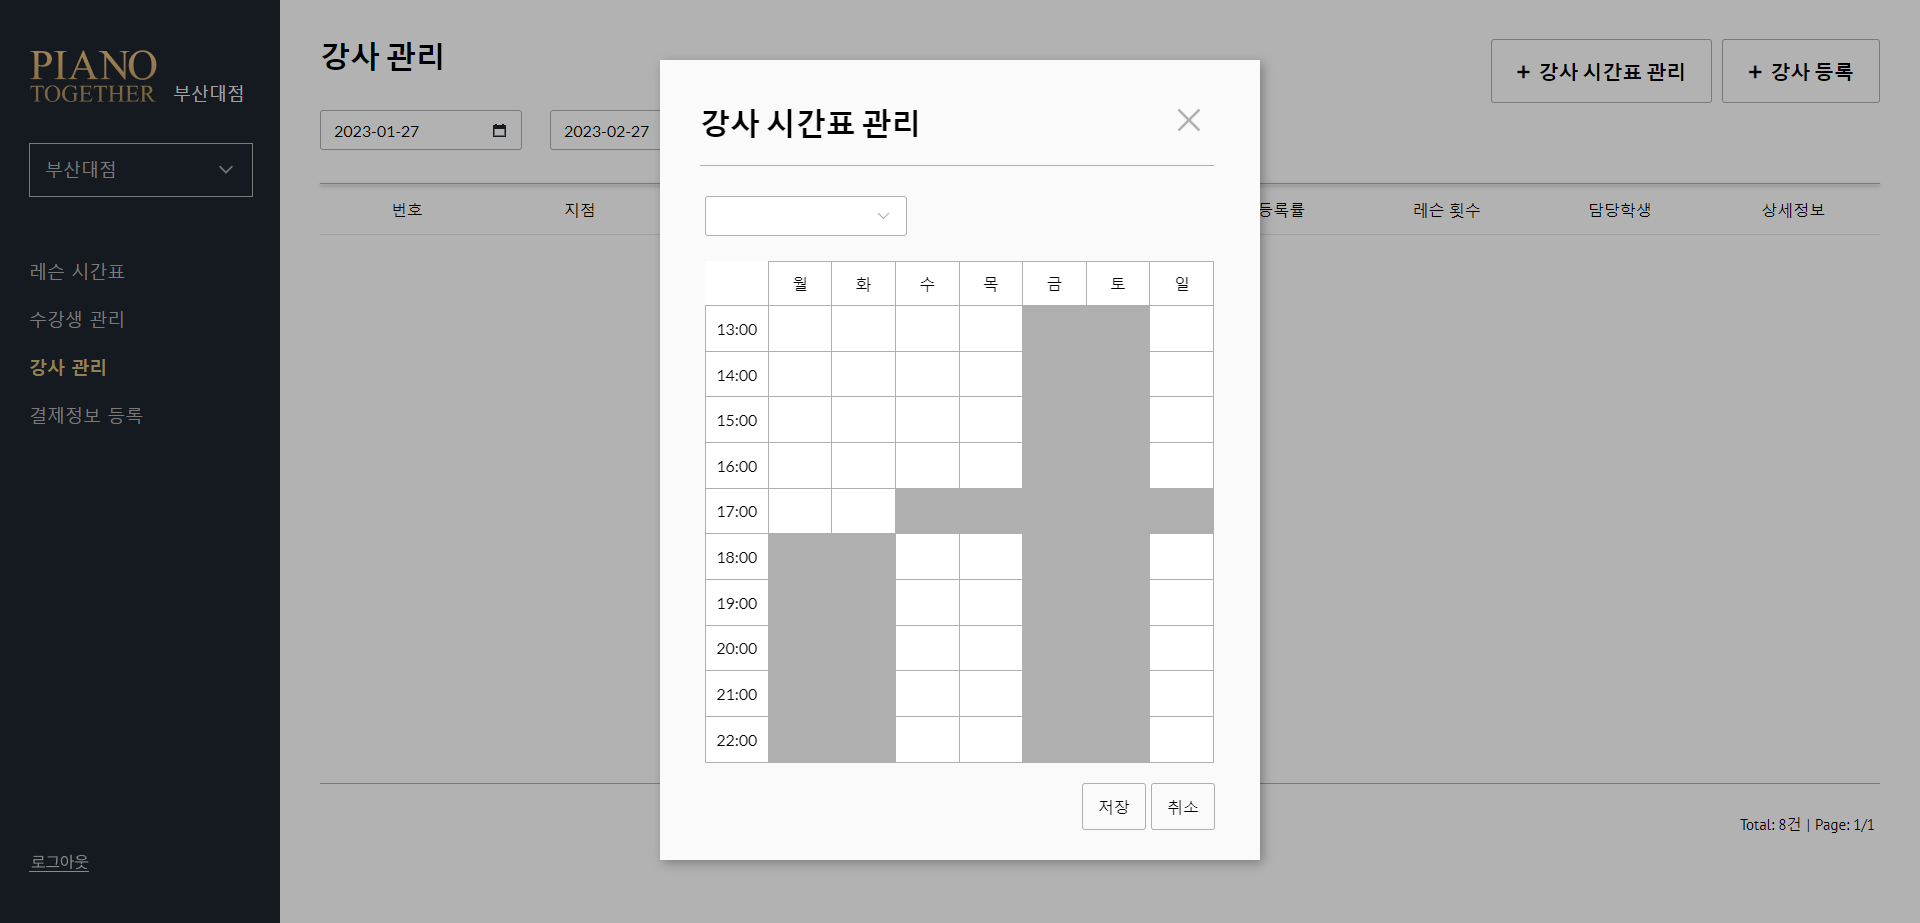 PIANO
TOGETHER 부산대점
부산대점
레슨 시간표
수강생 관리
강사 관리
결제정보 등록
로그아웃
강사 관리
+ 강사 시간표 관리
+ 강사 등록
2023-01-27
2023-02-27
번호 지점 등록률 레슨 횟수 담당학생 상세정보
Total: 8건 | Page: 1/1
강사 시간표 관리
월 화 수 목 금 토 일
13:00
14:00
15:00
16:00
17:00
18:00
19:00
20:00
21:00
22:00
저장 취소